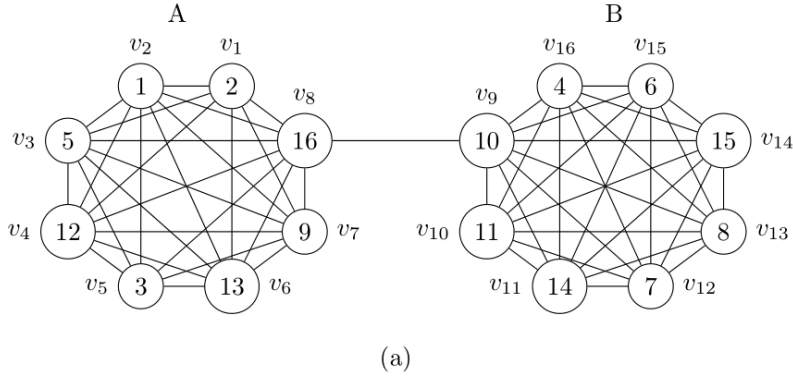 A B
v₂ v₁ v₁₆ v₁₅
1 2 v₈ v₉ 4 6
v₃ 5 16 10 15 v₁₄
v₄ 12 9 v₇ v₁₀ 11 8 v₁₃
v₅ 3 13 v₆ v₁₁ 14 7 v₁₂
(a)